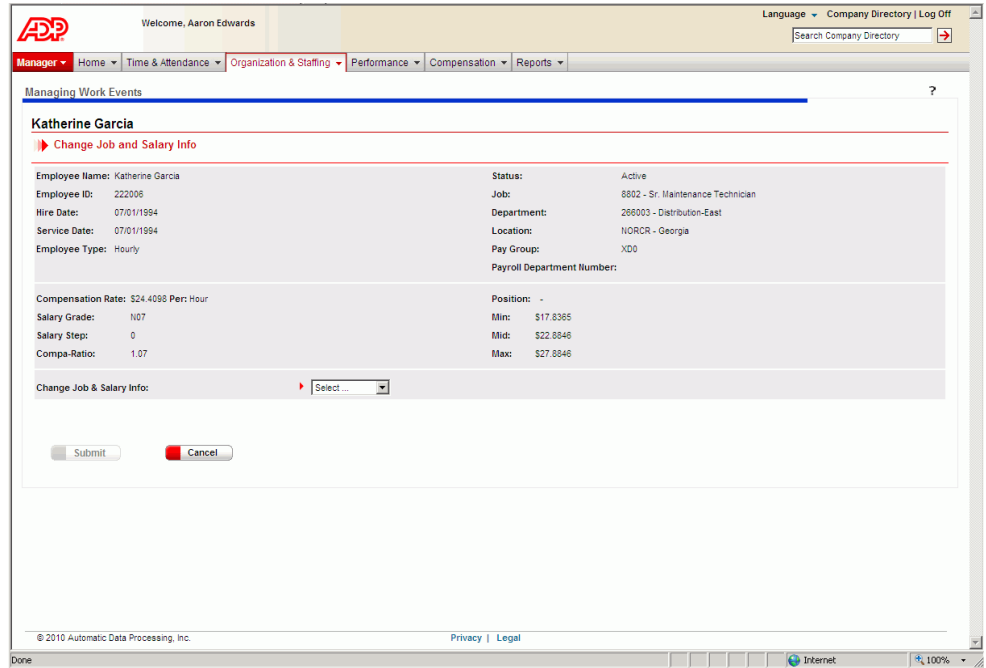 ADP
Welcome, Aaron Edwards
Language Company Directory | Log Off
Search Company Directory
Manager Home Time & Attendance Organization & Staffing Performance Compensation Reports
Managing Work Events ?
Katherine Garcia
Change Job and Salary Info
Employee Name: Katherine Garcia Status: Active
Employee ID: 222006 Job: 8802 - Sr. Maintenance Technician
Hire Date: 07/01/1994 Department: 266003 - Distribution-East
Service Date: 07/01/1994 Location: NORCR - Georgia
Employee Type: Hourly Pay Group: XD0
Payroll Department Number:
Compensation Rate: $24.4098 Per: Hour Position: -
Salary Grade: N07 Min: $17.8365
Salary Step: 0 Mid: $22.8846
Compa-Ratio: 1.07 Max: $27.8846
Change Job & Salary Info: Select ...
Submit Cancel
© 2010 Automatic Data Processing, Inc. Privacy | Legal
Done Internet 100%